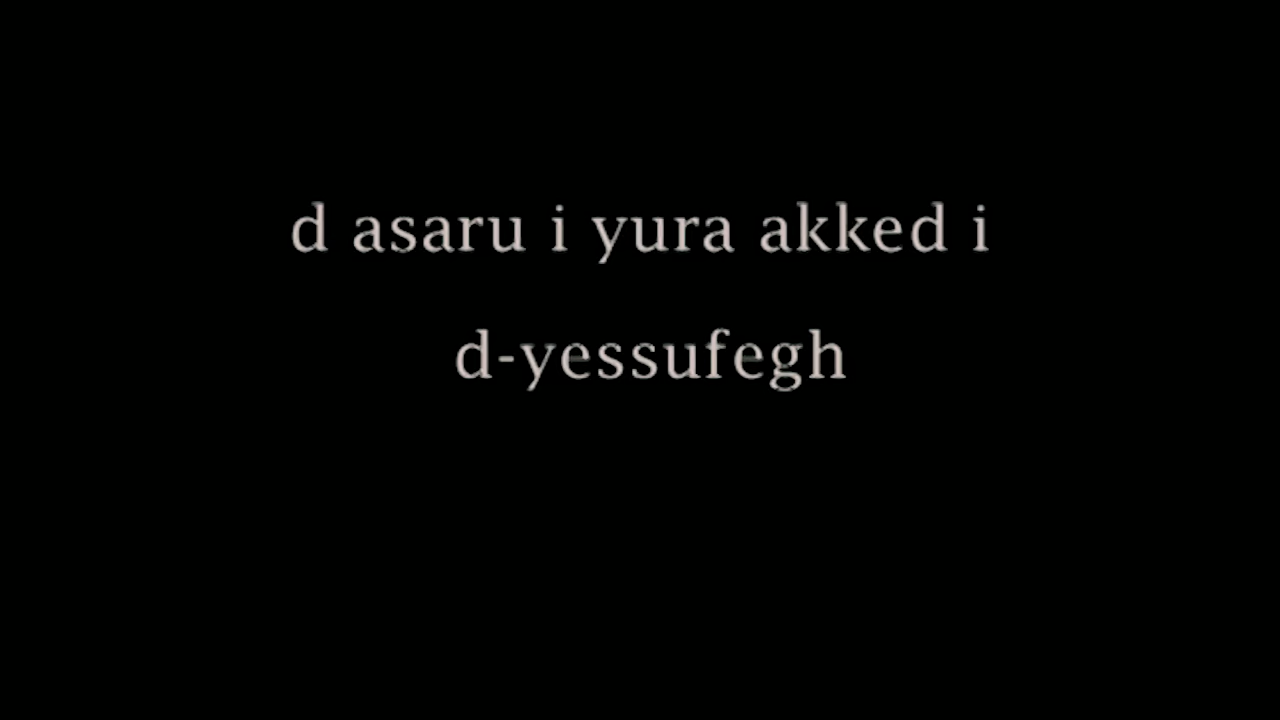 d asaru i yura akked i
d-yessufegh